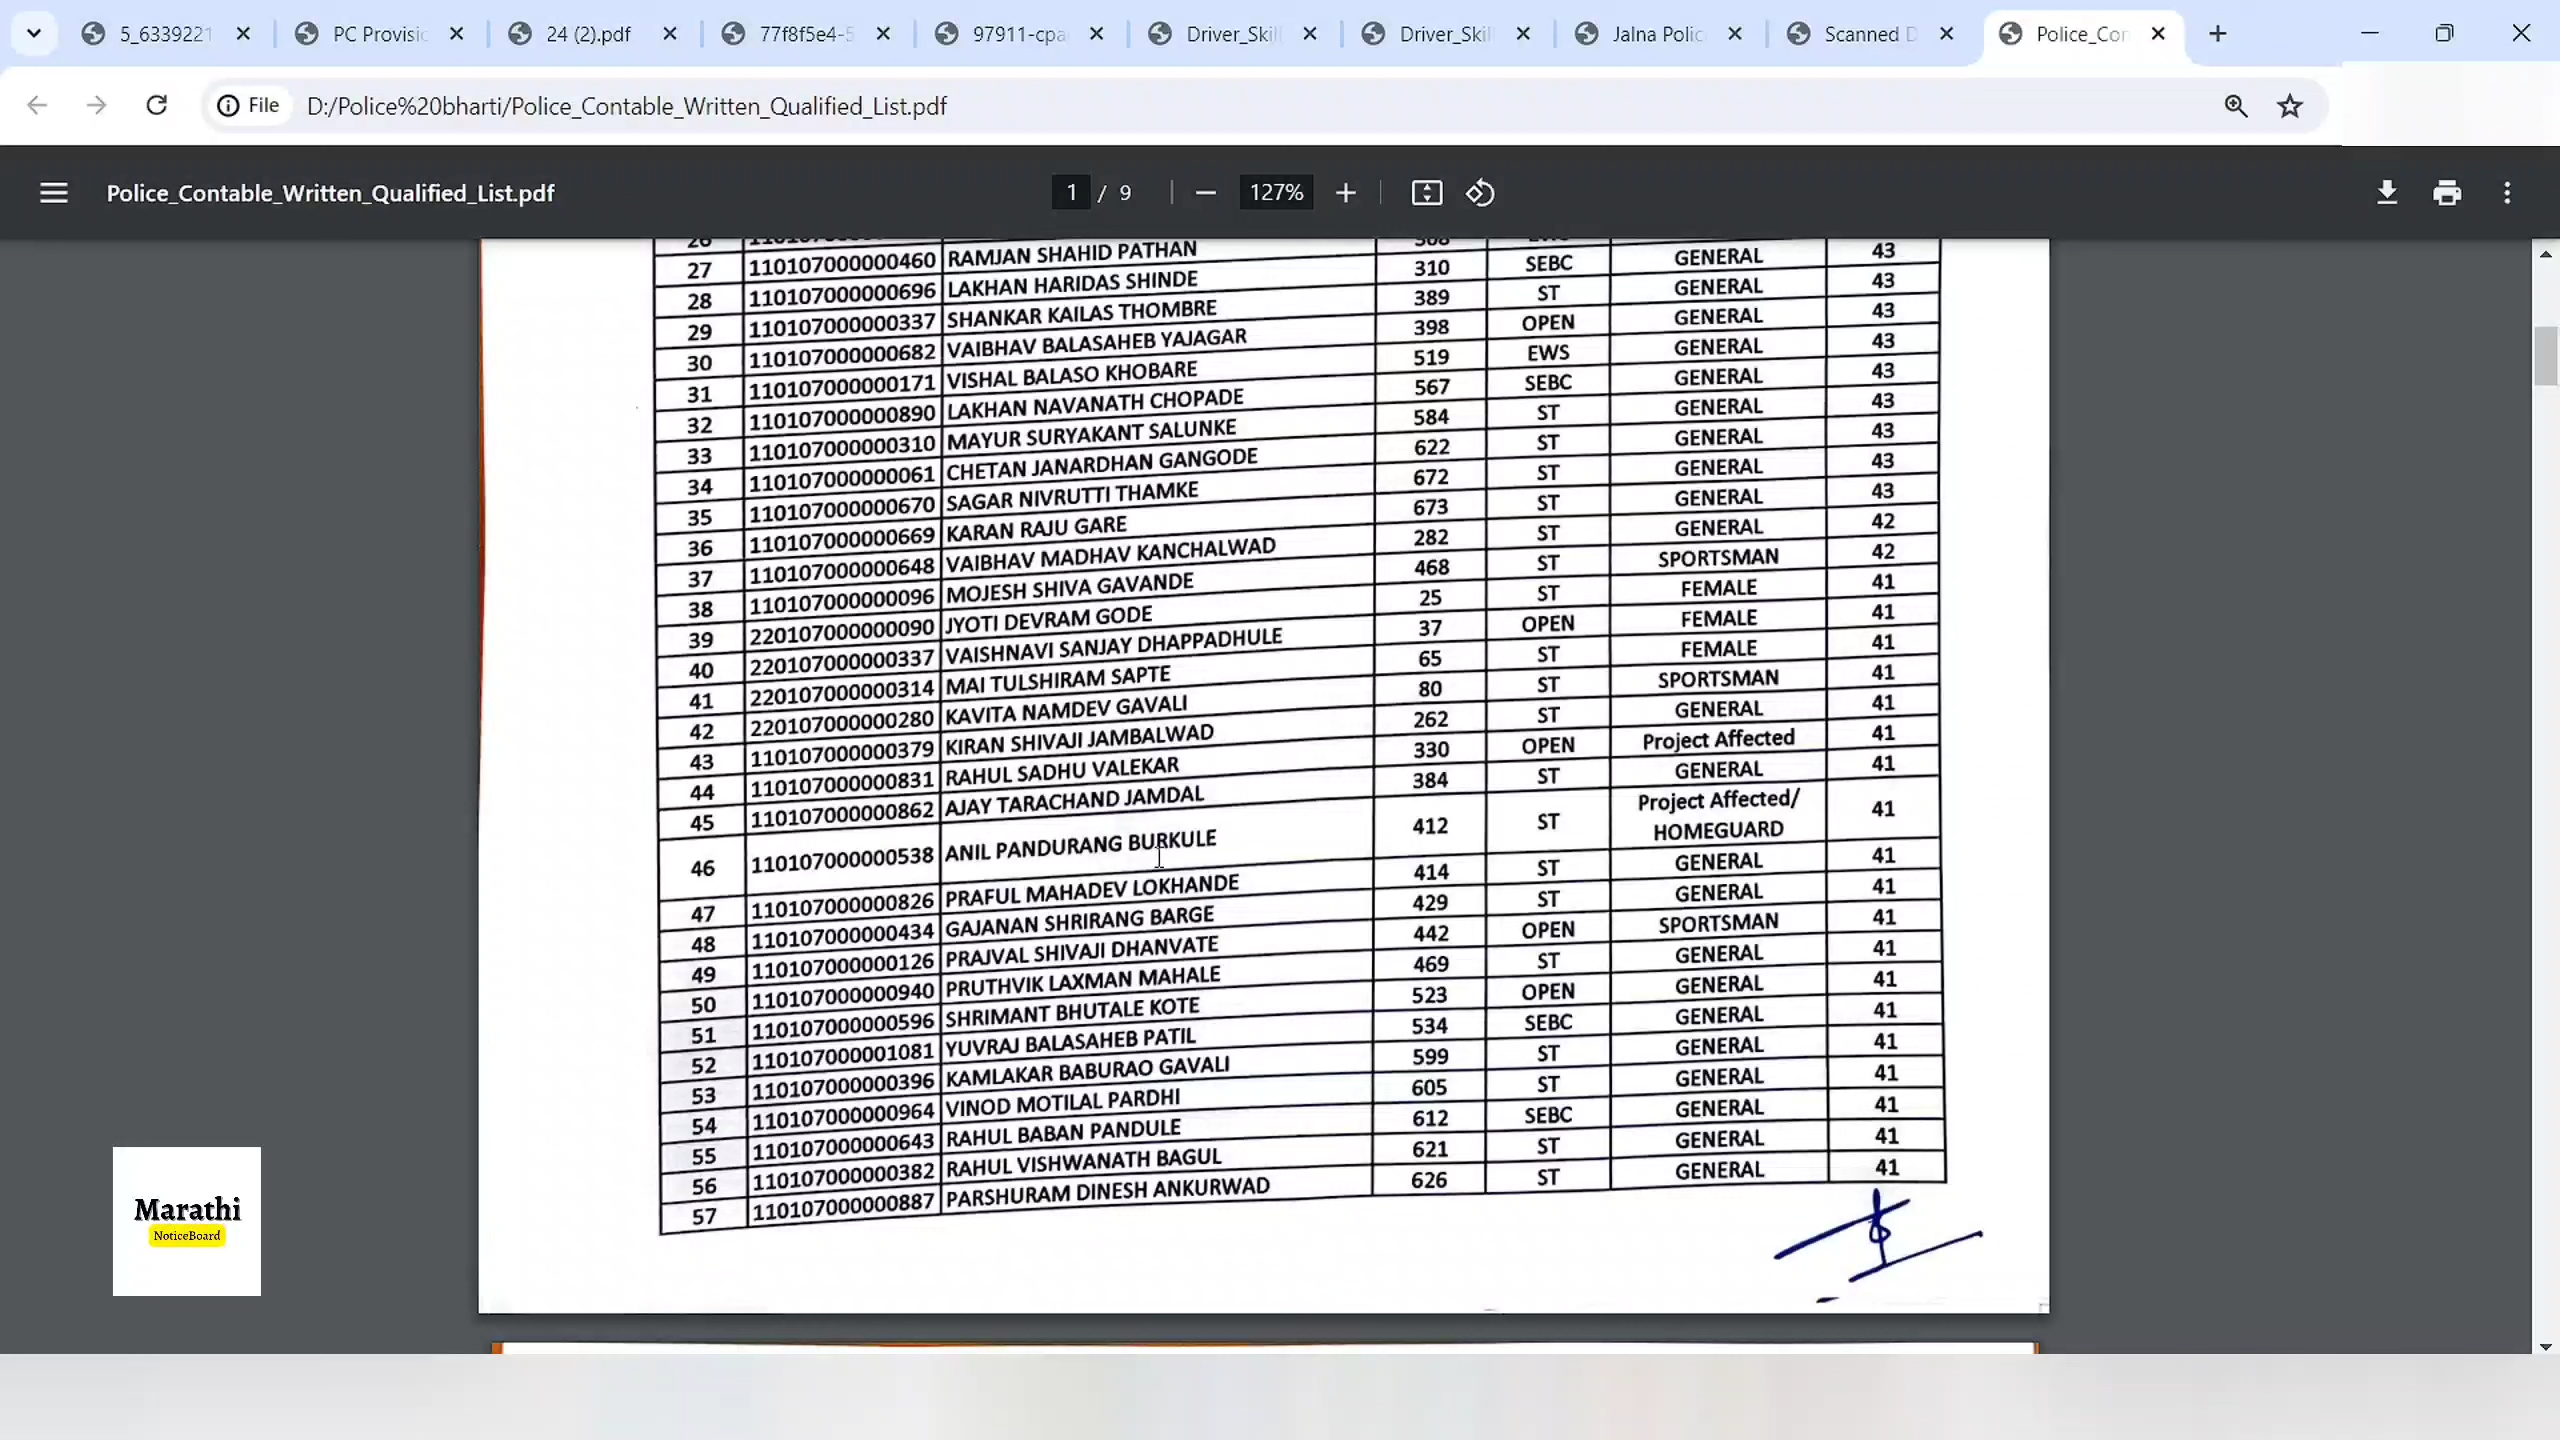 5_6339221
PC Provisio
24 (2).pdf
77f8f5e4-5
97911-cpa
Driver_Skil
Driver_Skil
Jalna Polic
Scanned D
Police_Con
File D:/Police%20bharti/Police_Contable_Written_Qualified_List.pdf
Police_Contable_Written_Qualified_List.pdf 1 / 9 127%
26
27 110107000000460 RAMJAN SHAHID PATHAN 308
28 110107000000696 LAKHAN HARIDAS SHINDE 310 SEBC GENERAL 43
29 110107000000337 SHANKAR KAILAS THOMBRE 389 ST GENERAL 43
30 110107000000682 VAIBHAV BALASAHEB YAJAGAR 398 OPEN GENERAL 43
31 110107000000171 VISHAL BALASO KHOBARE 519 EWS GENERAL 43
32 110107000000890 LAKHAN NAVANATH CHOPADE 567 SEBC GENERAL 43
33 110107000000310 MAYUR SURYAKANT SALUNKE 584 ST GENERAL 43
34 110107000000061 CHETAN JANARDHAN GANGODE 622 ST GENERAL 43
35 110107000000670 SAGAR NIVRUTTI THAMKE 672 ST GENERAL 43
36 110107000000669 KARAN RAJU GARE 673 ST GENERAL 43
37 110107000000648 VAIBHAV MADHAV KANCHALWAD 282 ST GENERAL 42
38 110107000000096 MOJESH SHIVA GAVANDE 468 ST SPORTSMAN 42
39 220107000000090 JYOTI DEVRAM GODE 25 ST FEMALE 41
40 220107000000337 VAISHNAVI SANJAY DHAPPADHULE 37 OPEN FEMALE 41
41 220107000000314 MAI TULSHIRAM SAPTE 65 ST FEMALE 41
42 220107000000280 KAVITA NAMDEV GAVALI 80 ST SPORTSMAN 41
43 110107000000379 KIRAN SHIVAJI JAMBALWAD 262 ST GENERAL 41
44 110107000000831 RAHUL SADHU VALEKAR 330 OPEN Project Affected 41
45 110107000000862 AJAY TARACHAND JAMDAL 384 ST GENERAL 41
46 110107000000538 ANIL PANDURANG BURKULE 412 ST Project Affected/ HOMEGUARD 41
47 110107000000826 PRAFUL MAHADEV LOKHANDE 414 ST GENERAL 41
48 110107000000434 GAJANAN SHRIRANG BARGE 429 ST GENERAL 41
49 110107000000126 PRAJVAL SHIVAJI DHANVATE 442 OPEN SPORTSMAN 41
50 110107000000940 PRUTHVIK LAXMAN MAHALE 469 ST GENERAL 41
51 110107000000596 SHRIMANT BHUTALE KOTE 523 OPEN GENERAL 41
52 110107000001081 YUVRAJ BALASAHEB PATIL 534 SEBC GENERAL 41
53 110107000000396 KAMLAKAR BABURAO GAVALI 599 ST GENERAL 41
54 110107000000964 VINOD MOTILAL PARDHI 605 ST GENERAL 41
55 110107000000643 RAHUL BABAN PANDULE 612 SEBC GENERAL 41
56 110107000000382 RAHUL VISHWANATH BAGUL 621 ST GENERAL 41
57 110107000000887 PARSHURAM DINESH ANKURWAD 626 ST GENERAL 41
Marathi
NoticeBoard